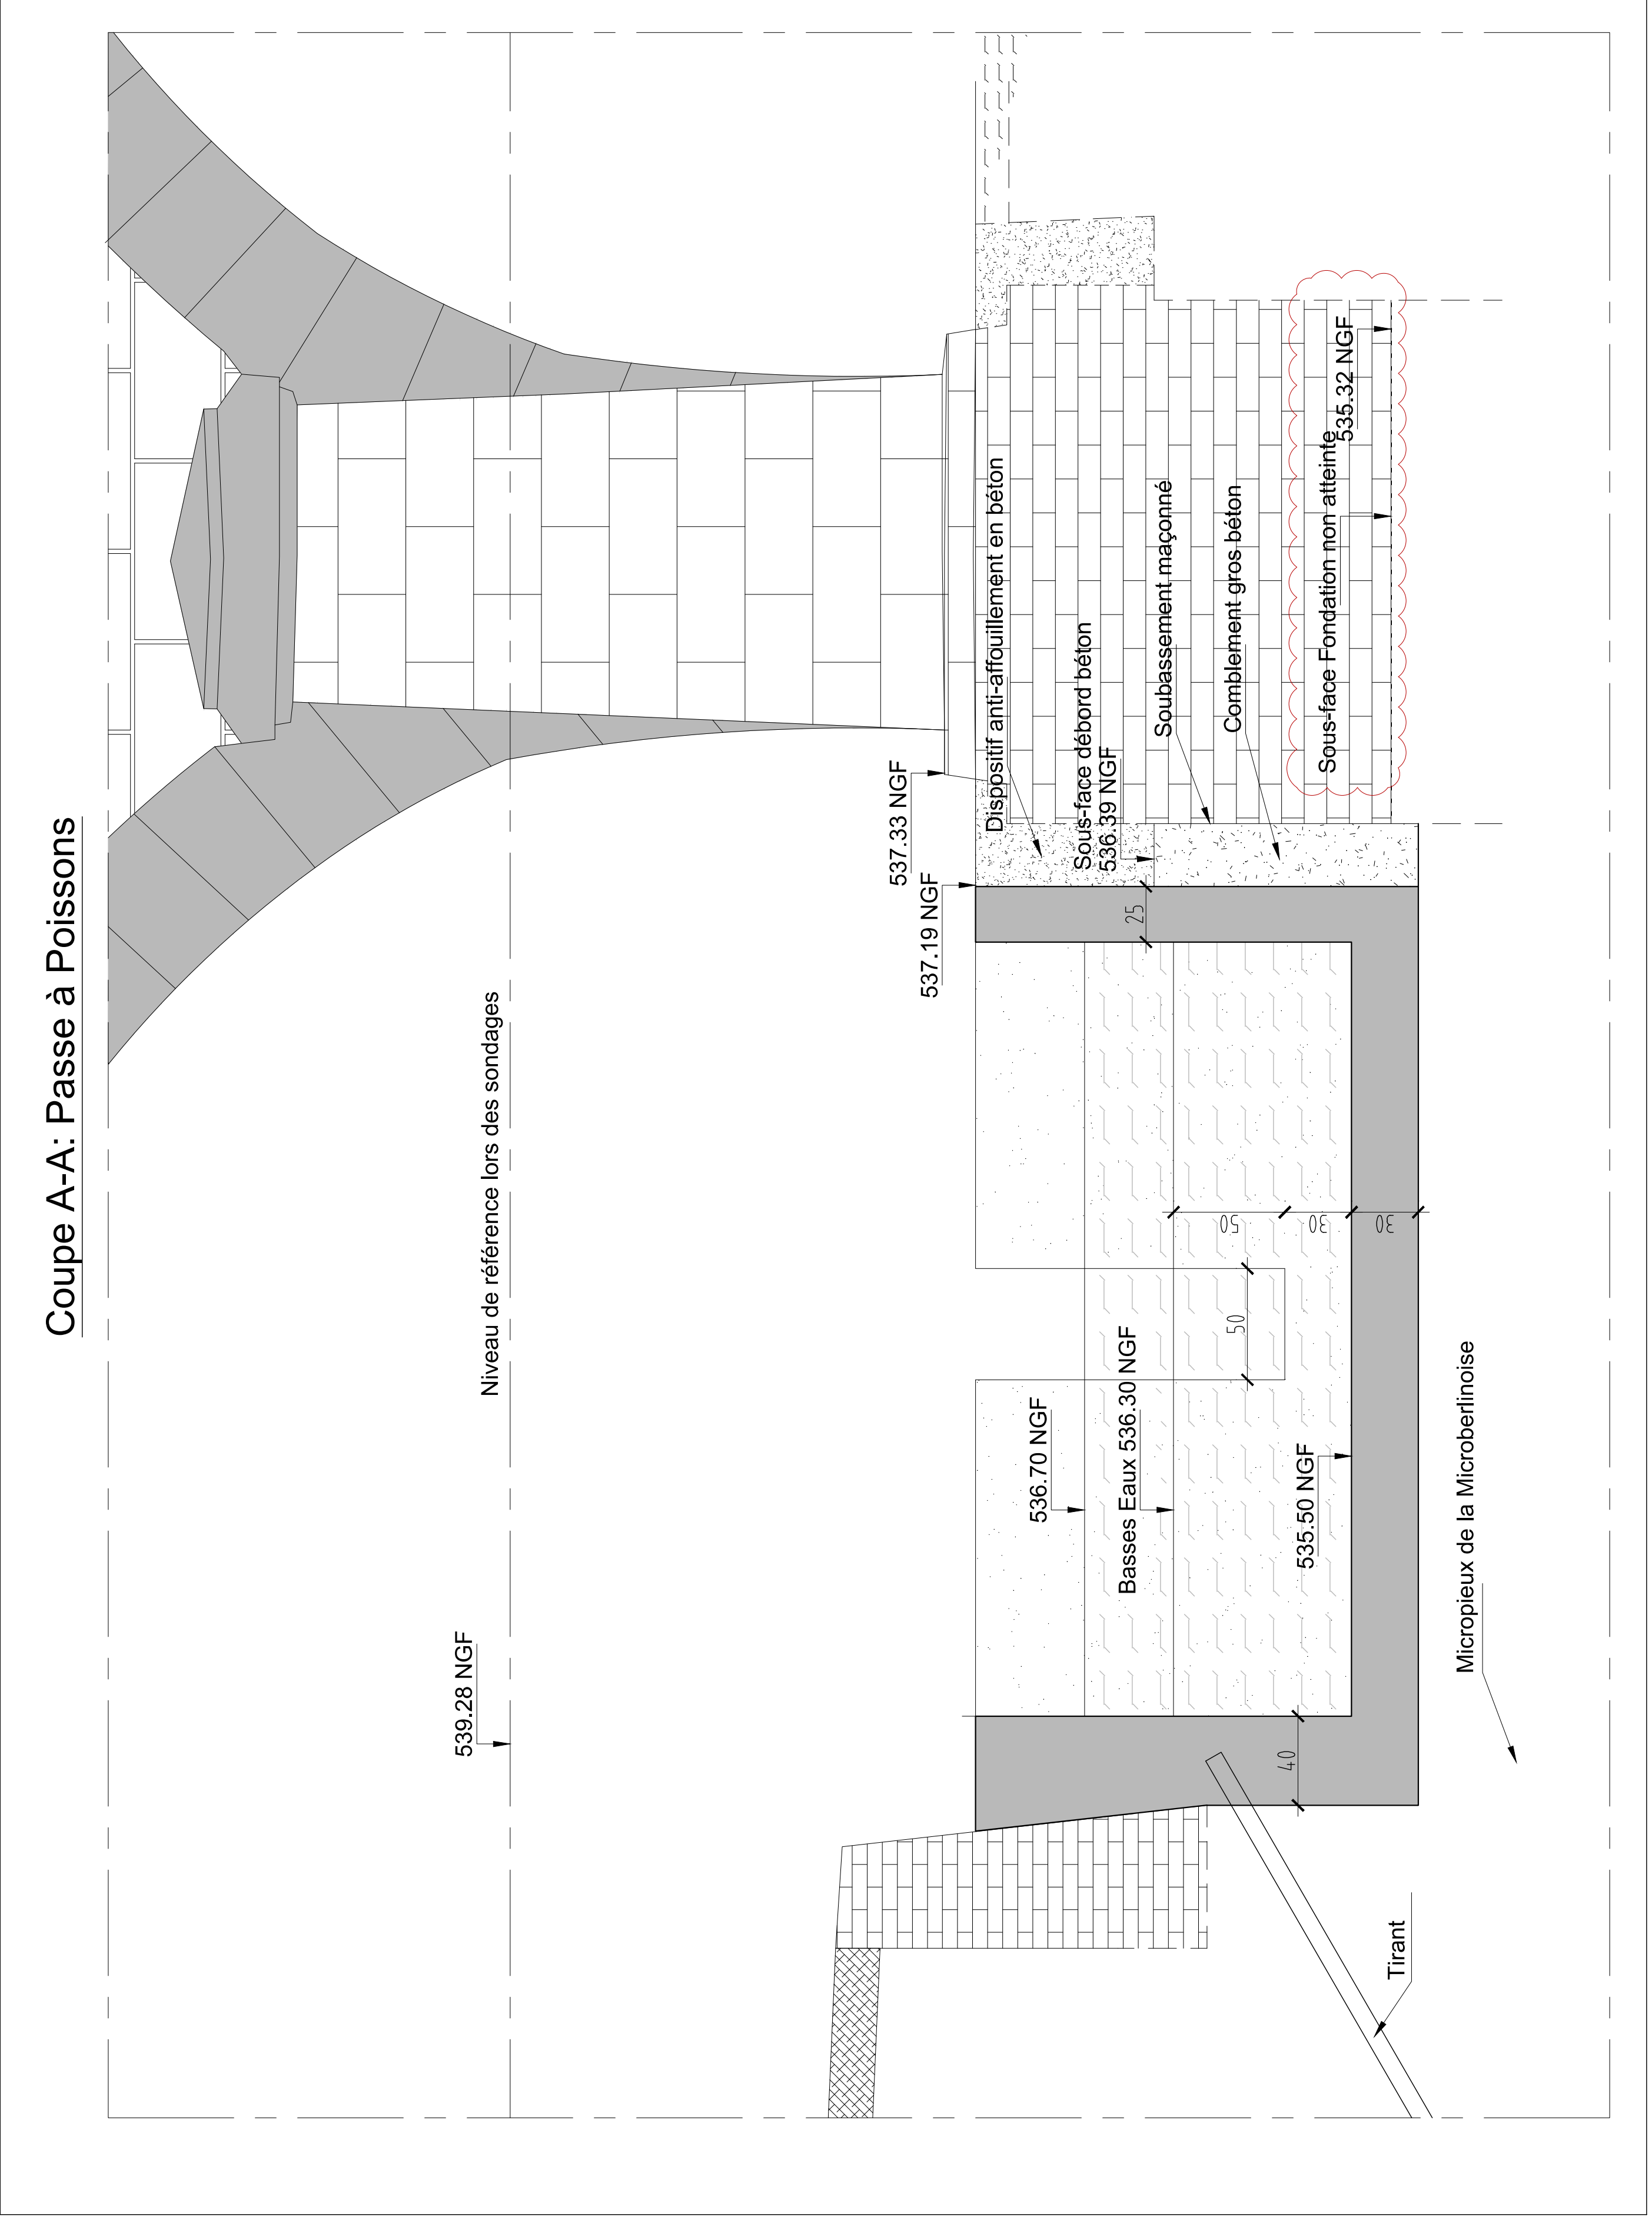 Coupe A-A: Passe à Poissons
539.28 NGF
Niveau de référence lors des sondages
537.33 NGF
537.19 NGF
Dispositif anti-affouillement en béton
536.70 NGF
Sous-face débord béton
536.39 NGF
Basses Eaux 536.30 NGF
25
Soubassement maçonné
50
50
Comblement gros béton
40
535.50 NGF
30
Sous-face Fondation non atteinte
535.32 NGF
30
Tirant
Micropieux de la Microberlinoise